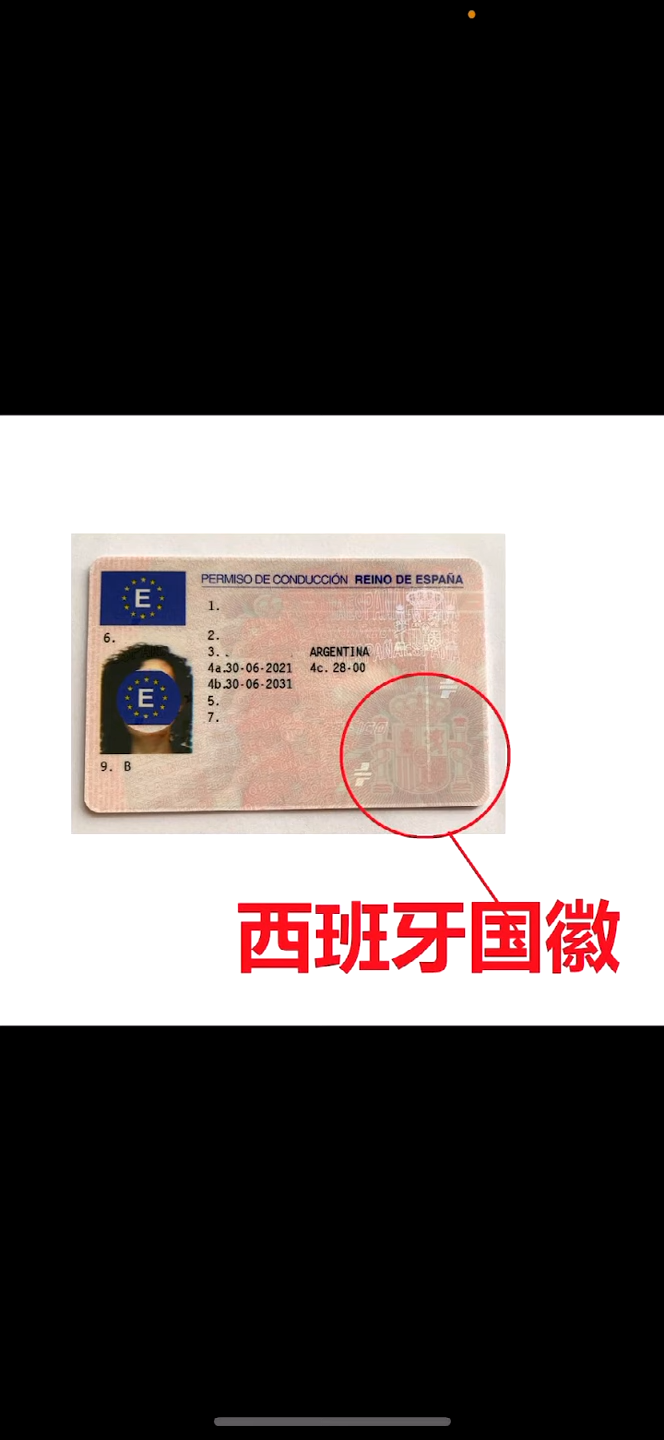 E
PERMISO DE CONDUCCIÓN REINO DE ESPAÑA
1.
6.
2.
3. . ARGENTINA
4a.30-06-2021 4c. 28-00
4b.30-06-2031
E
5.
7.
9. B
西班牙国徽